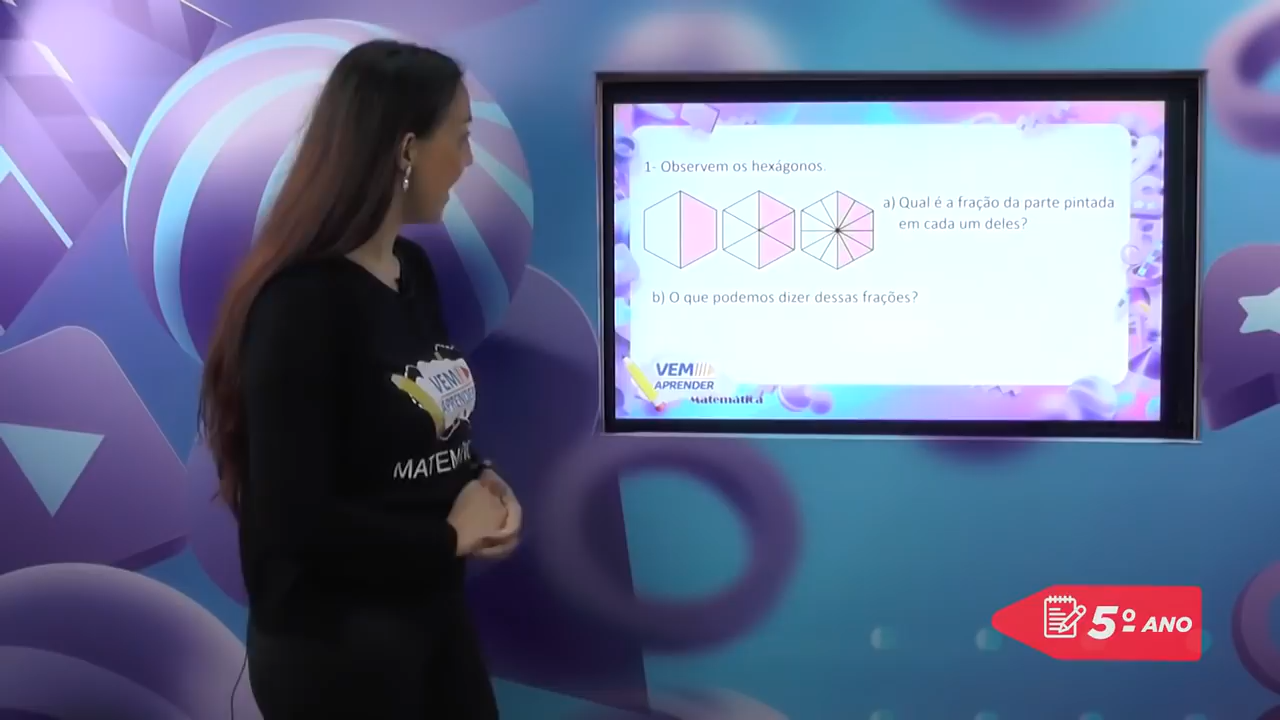 1- Observem os hexágonos.
a) Qual é a fração da parte pintada
em cada um deles?
b) O que podemos dizer dessas frações?
VEM
APRENDER
Matemática
VEM
APRENDER
5º ANO